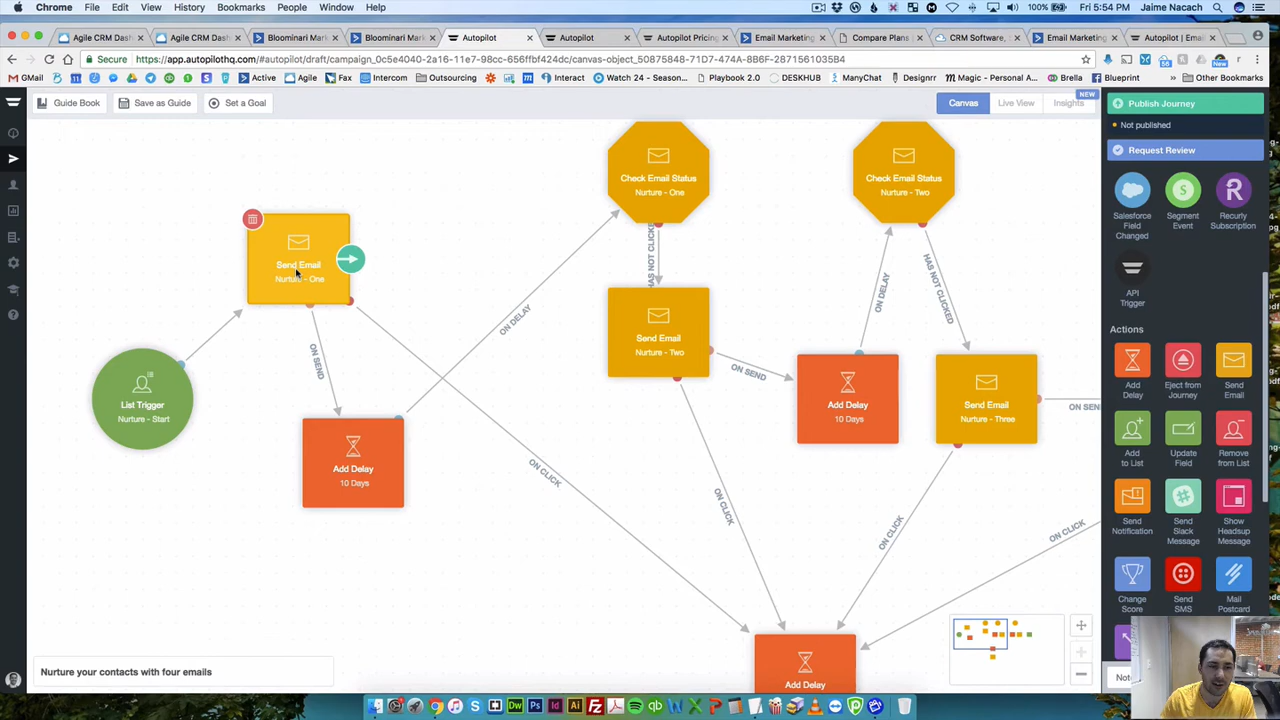 Chrome File Edit View History Bookmarks People Window Help
100% Fri 5:54 PM Jaime Nacach
Agile CRM Dash
Agile CRM Dash
Bloominari Mark
Bloominari Mark
Autopilot
Autopilot
Autopilot Pricing
Email Marketing
Compare Plans
CRM Software,
Email Marketing
Autopilot | Email
Secure https://app.autopilothq.com/#autopilot/draft/campaign_0c5e4040-2a16-11e7-98cc-656ffbf424dc/canvas-object_50875848-71D7-474A-8B6F-2871561035B4
GMail
Active
Fax
Intercom
Outsourcing
Interact
Watch 24 - Season...
Playbook 2.0
DESKHUB
ManyChat
Designrr
Magic - Personal A...
Brella
Blueprint
Other Bookmarks
Guide Book
Save as Guide
Set a Goal
Canvas
Live View
Insights
NEW
Publish Journey
Not published
Request Review
Salesforce
Field
Changed
Segment
Event
Recurly
Subscription
API
Trigger
Actions
Add
Delay
Eject from
Journey
Send
Email
Add
to List
Update
Field
Remove
from List
Send
Notification
Send
Slack
Message
Show
Headsup
Message
Change
Score
Send
SMS
Mail
Postcard
Check Email Status
Nurture - One
Check Email Status
Nurture - Two
Send Email
Nurture - One
HAS NOT CLICKED
ON DELAY
ON DELAY
HAS NOT CLICKED
Send Email
Nurture - Two
ON SEND
ON SEND
List Trigger
Nurture - Start
Add Delay
10 Days
Send Email
Nurture - Three
ON SEND
Add Delay
10 Days
ON CLICK
ON CLICK
ON CLICK
ON CLICK
Add Delay
Nurture your contacts with four emails